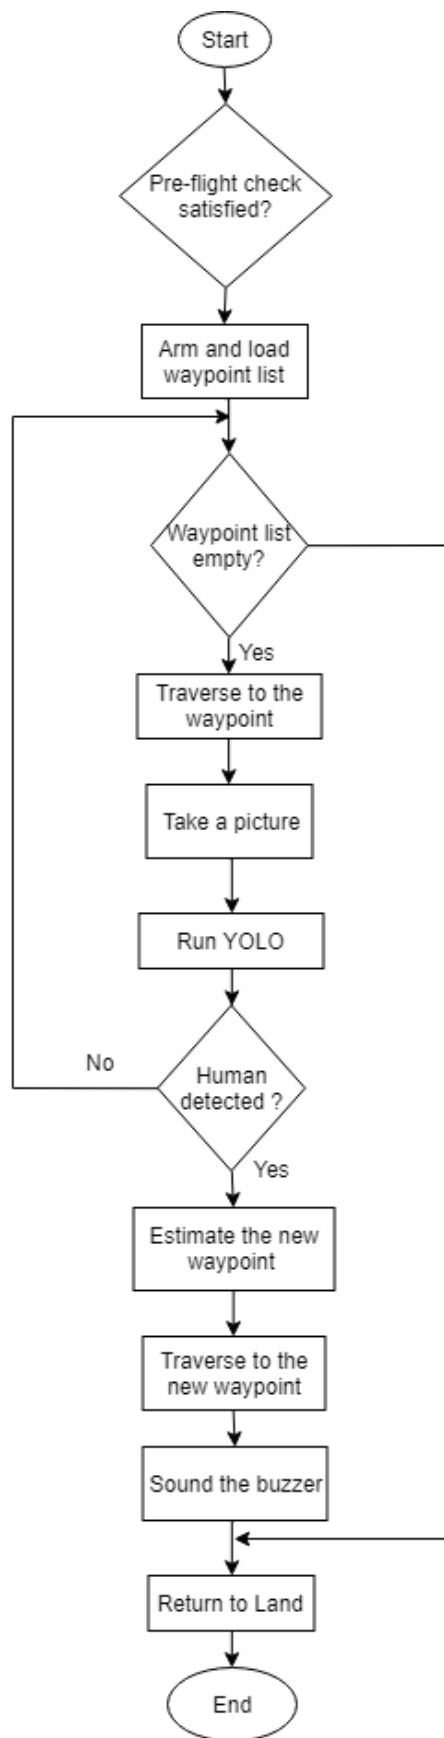 Start
Pre-flight check
satisfied?
Arm and load
waypoint list
Waypoint list
empty?
Yes
Traverse to the
waypoint
Take a picture
Run YOLO
No
Human
detected ?
Yes
Estimate the new
waypoint
Traverse to the
new waypoint
Sound the buzzer
Return to Land
End